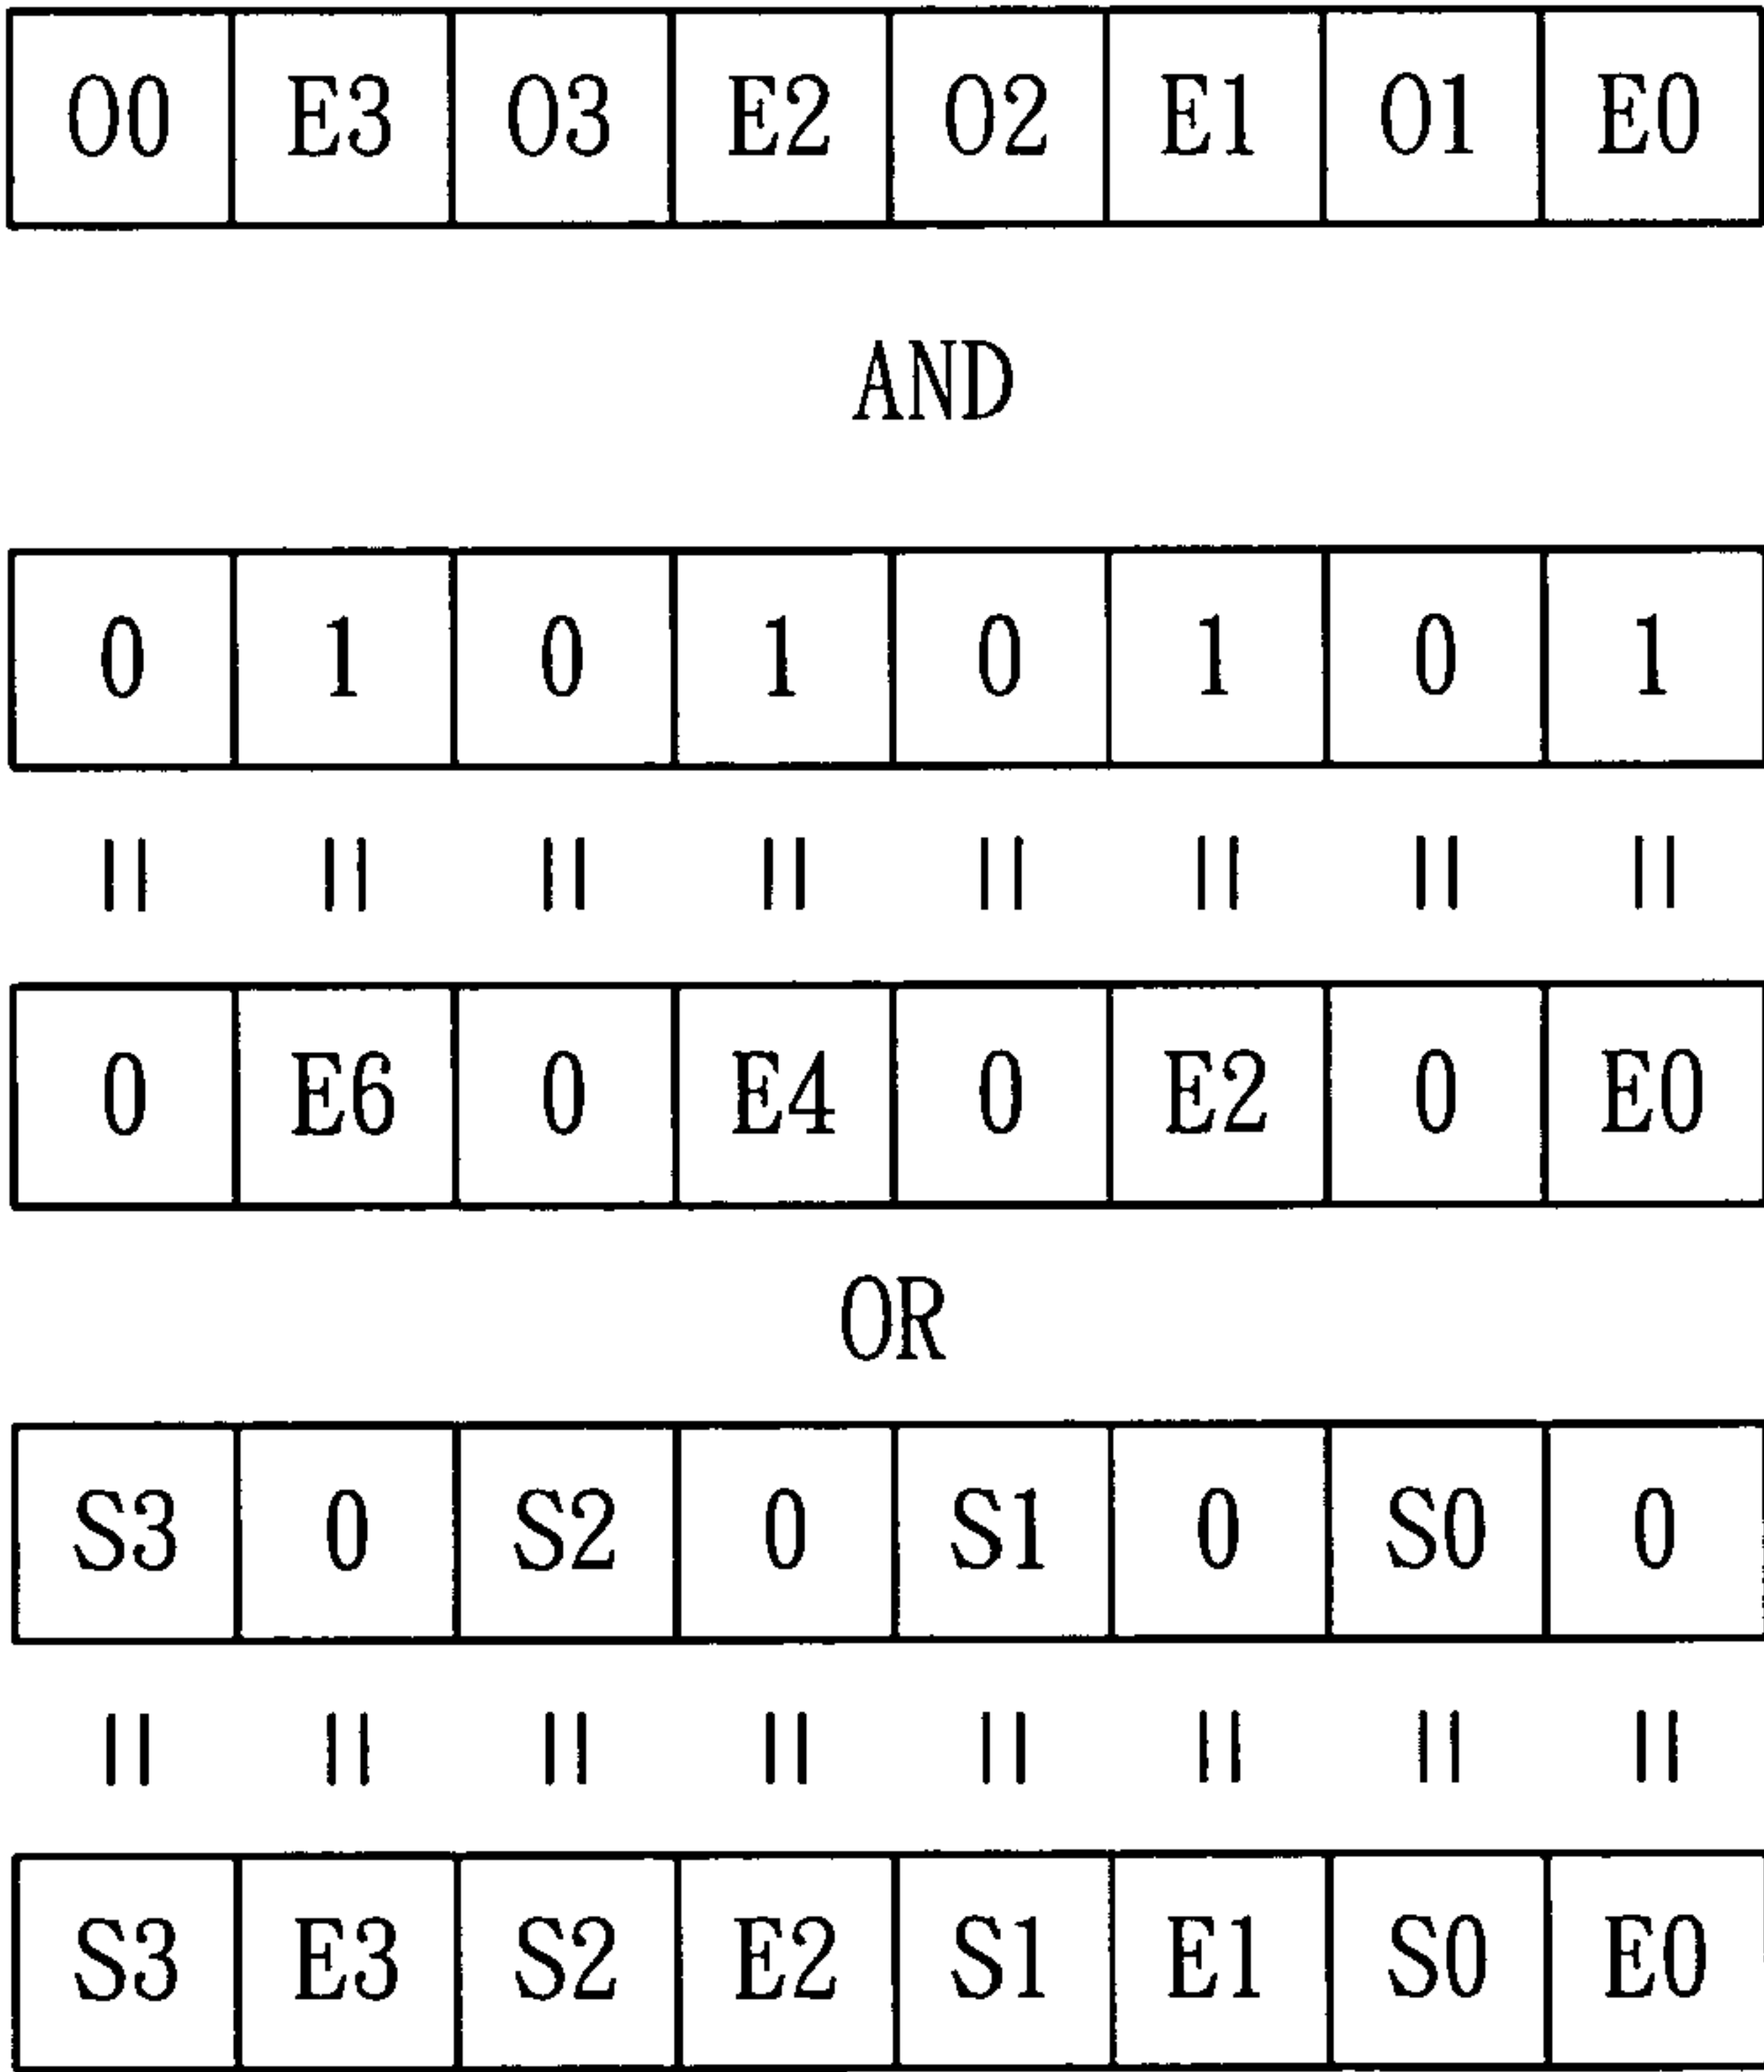 O0 E3 O3 E2 O2 E1 O1 E0
AND
0 1 0 1 0 1 0 1
= = = = = = = =
0 E6 0 E4 0 E2 0 E0
OR
S3 0 S2 0 S1 0 S0 0
= = = = = = = =
S3 E3 S2 E2 S1 E1 S0 E0